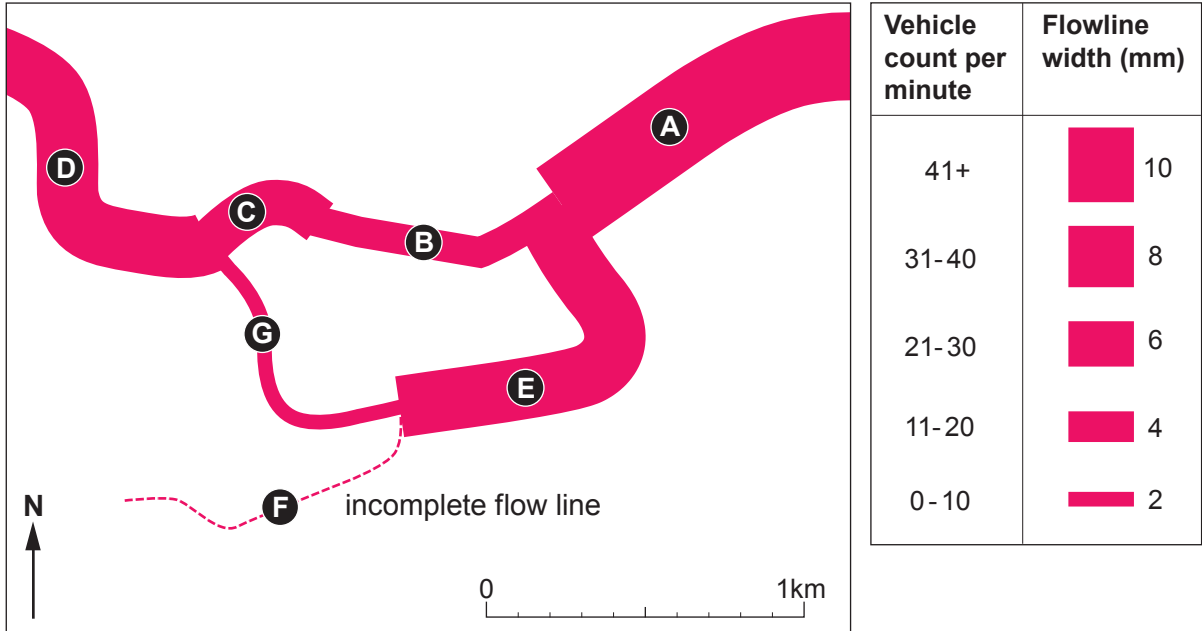 A
D
C
B
G
E
F
incomplete flow line
N
0 1km
Vehicle count per minute Flowline width (mm)
41+ 10
31-40 8
21-30 6
11-20 4
0-10 2